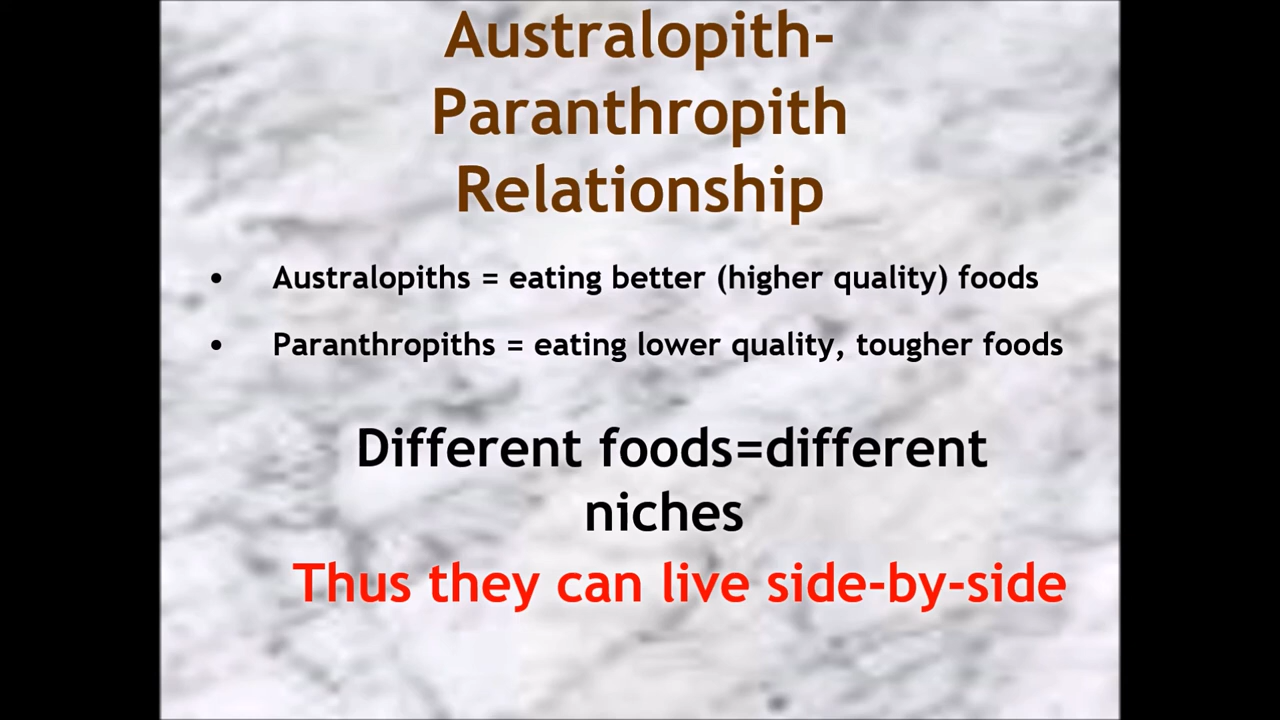 Australopith-
Paranthropith
Relationship
• Australopiths = eating better (higher quality) foods
• Paranthropiths = eating lower quality, tougher foods
Different foods=different
niches
Thus they can live side-by-side